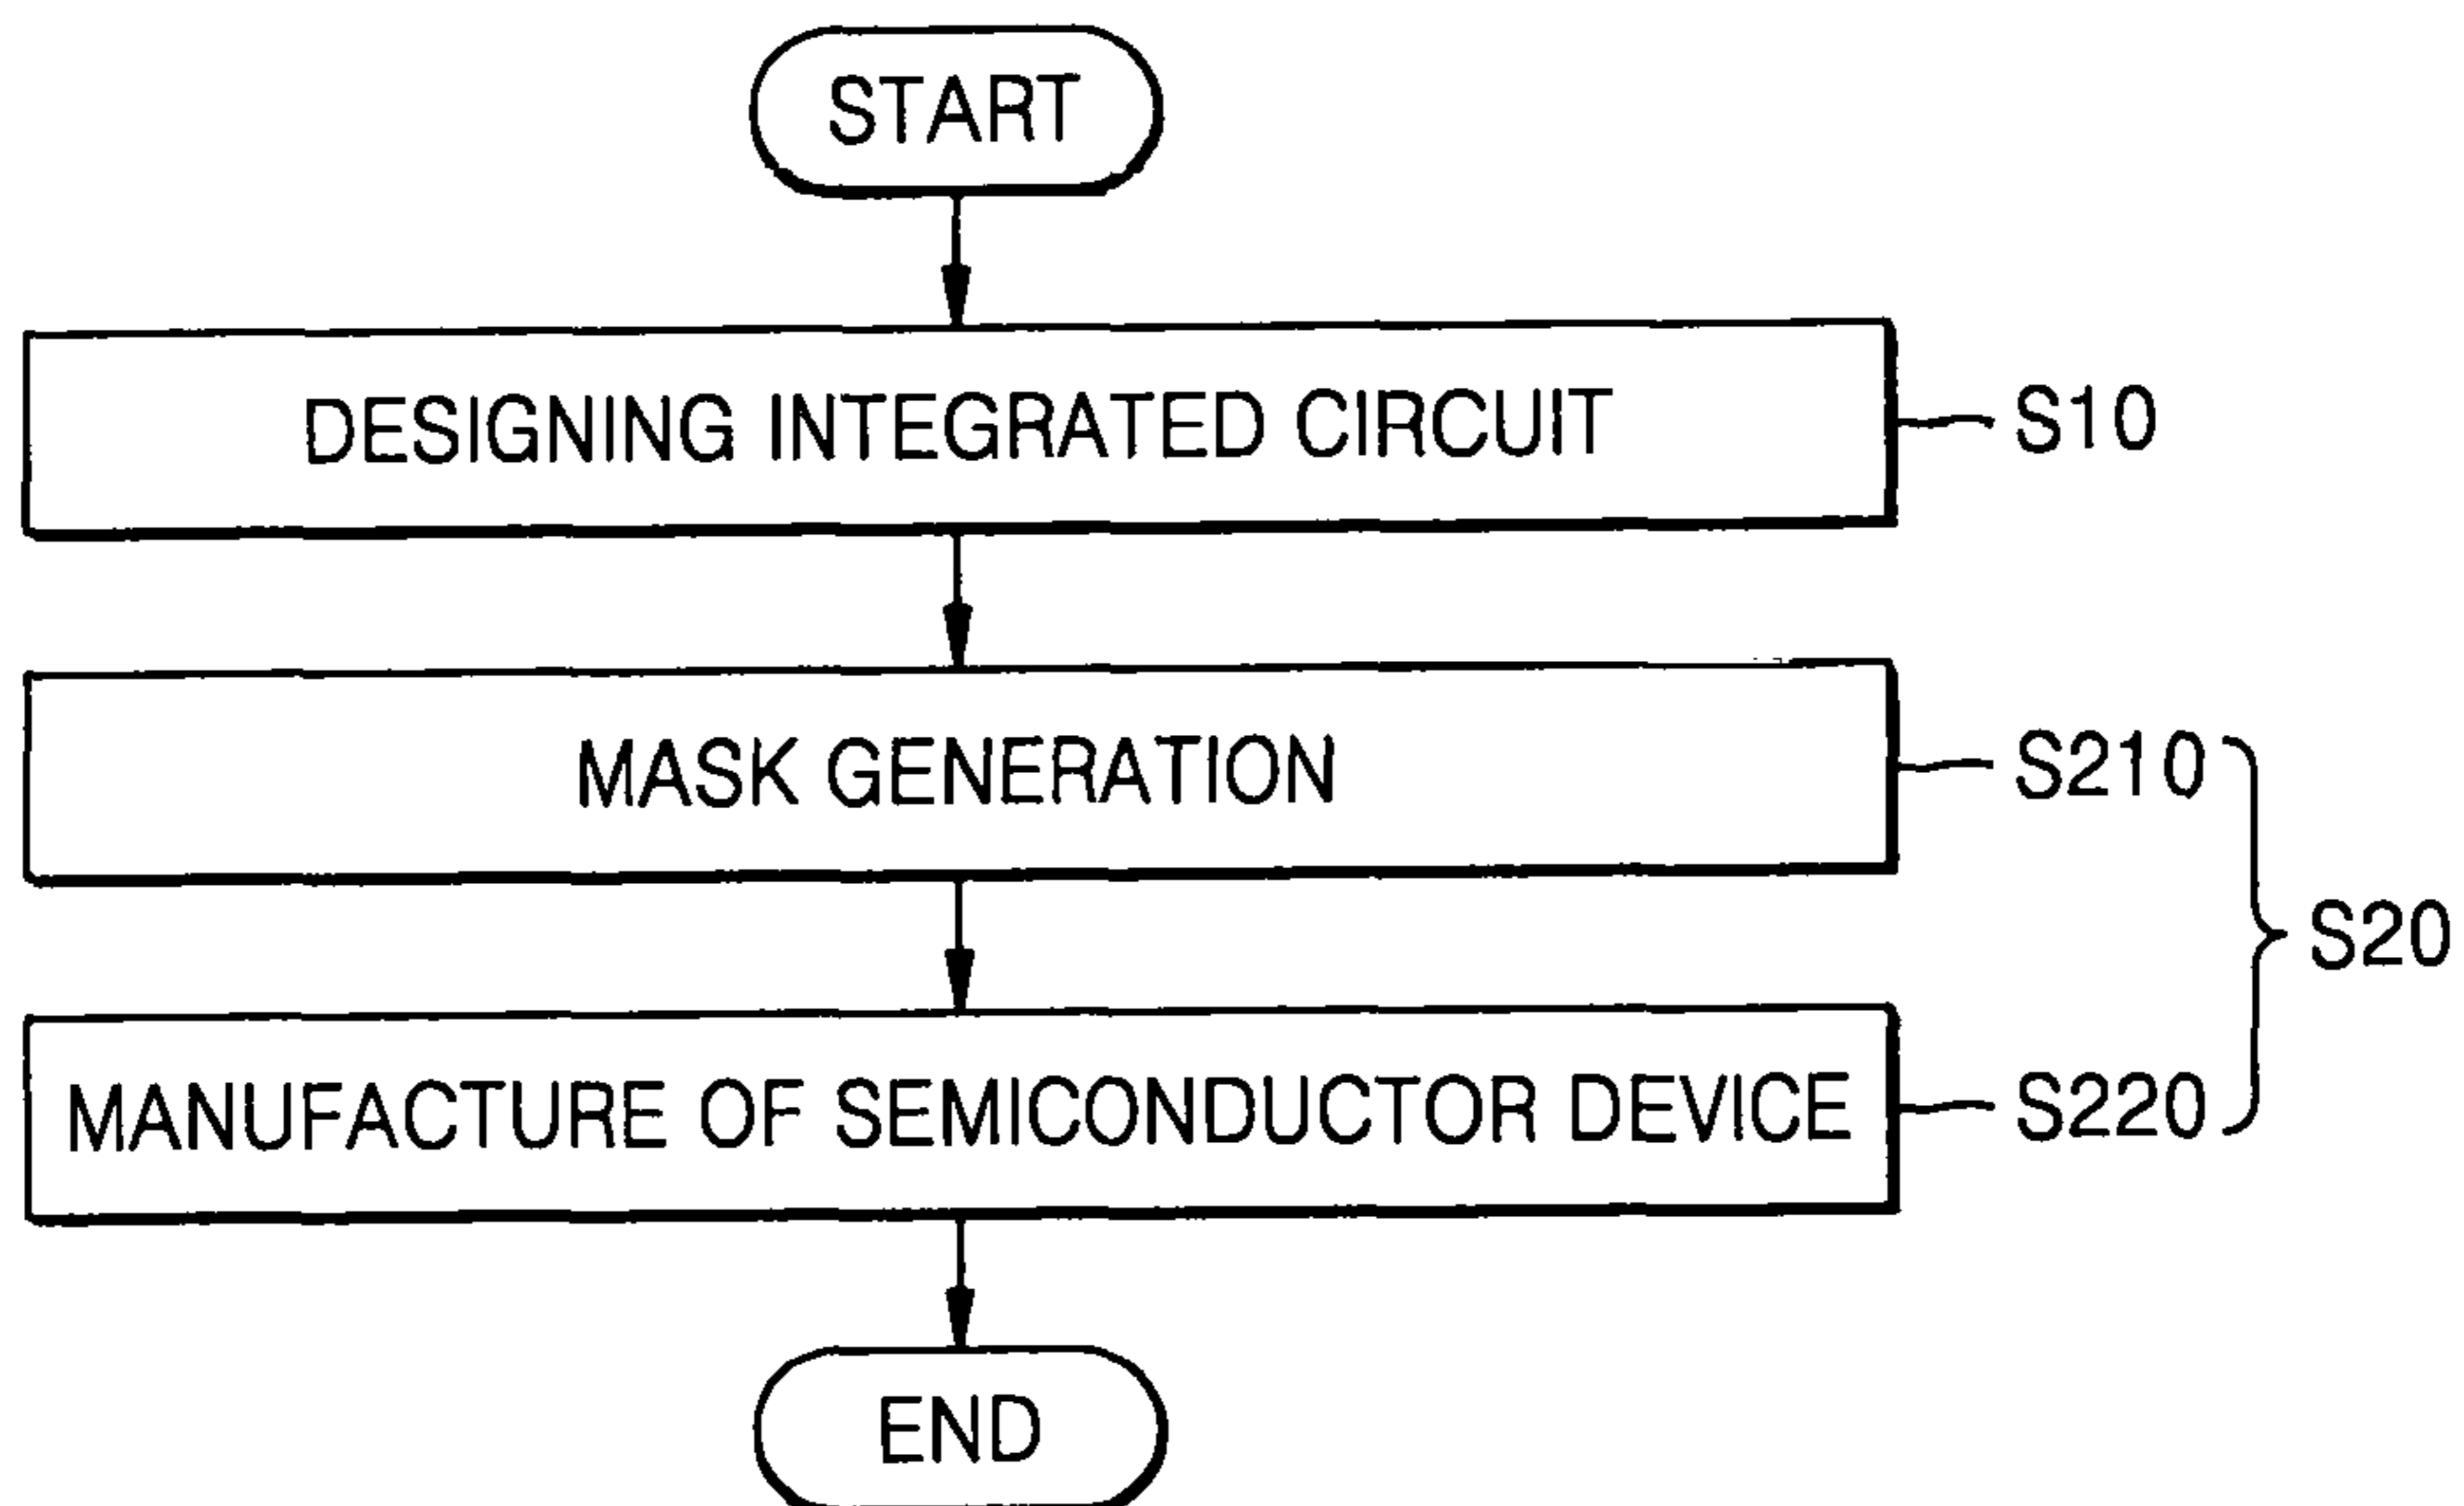 START
DESIGNING INTEGRATED CIRCUIT
S10
MASK GENERATION
S210
S20
MANUFACTURE OF SEMICONDUCTOR DEVICE
S220
END